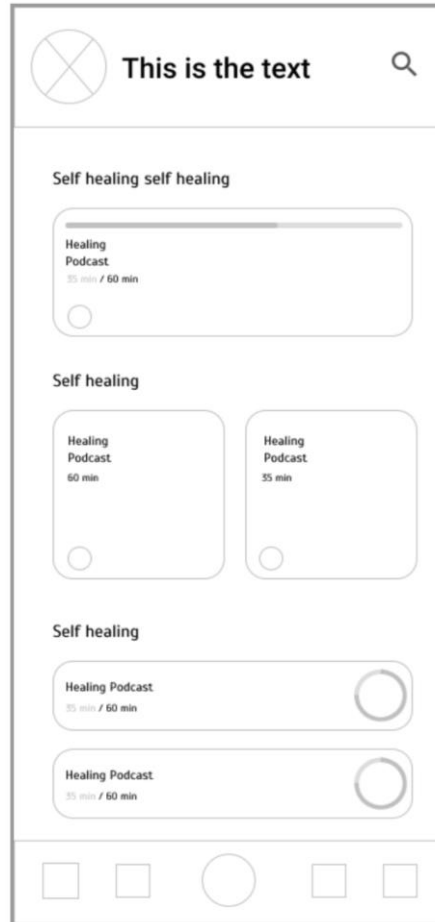 This is the text
Self healing self healing
Healing
Podcast
35 min / 60 min
Self healing
Healing
Podcast
60 min
Healing
Podcast
35 min
Self healing
Healing Podcast
35 min / 60 min
Healing Podcast
35 min / 60 min